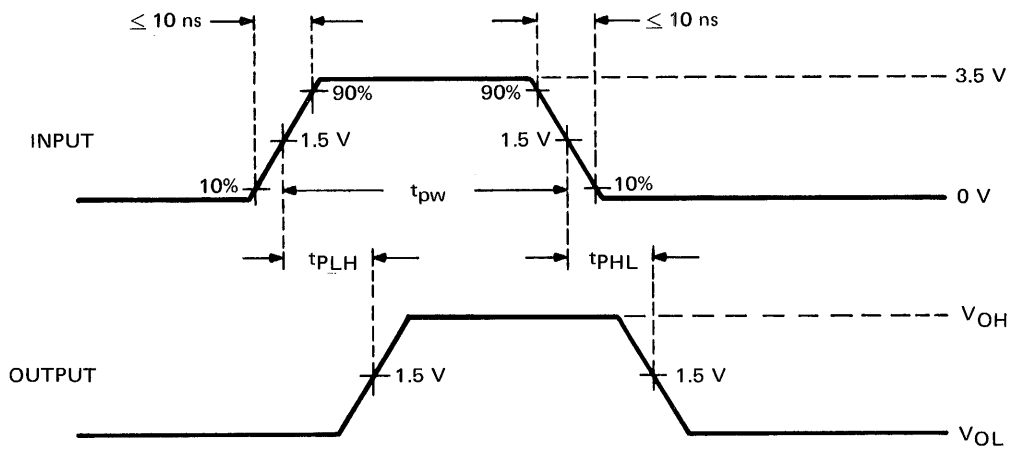 ≤ 10 ns ≤ 10 ns
3.5 V
90% 90%
INPUT 1.5 V 1.5 V
10% tpw 10%
0 V
tPLH tPHL
VOH
OUTPUT 1.5 V 1.5 V
VOL